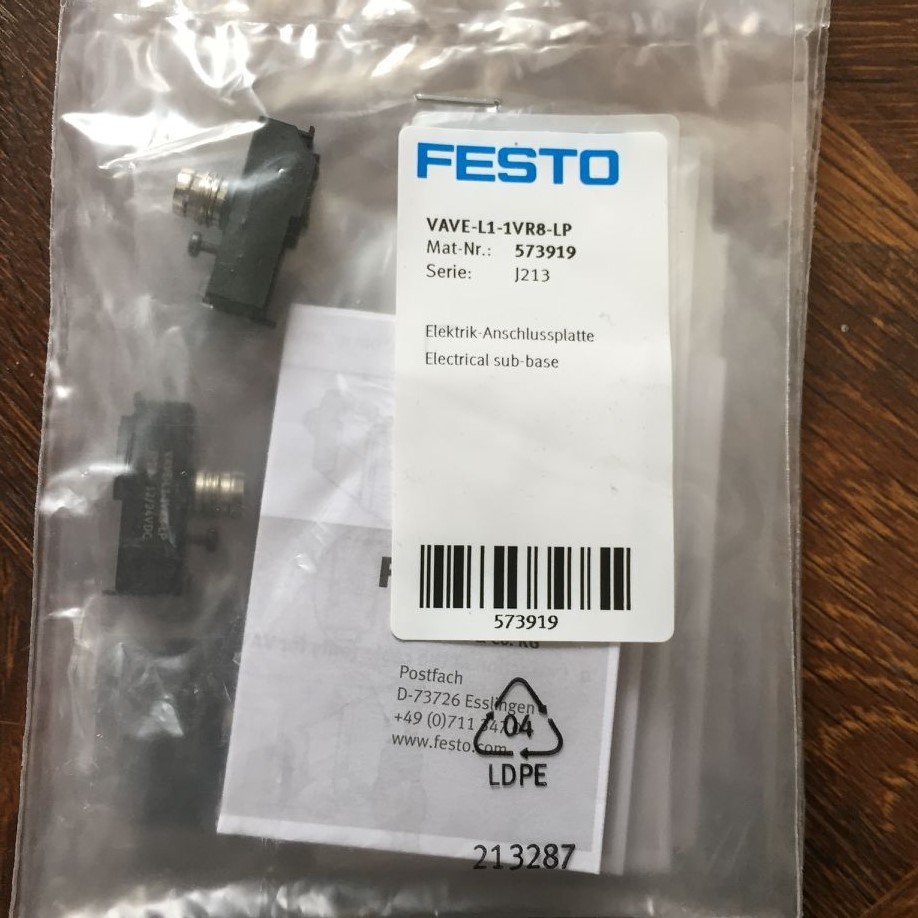 FESTO
VAVE-L1-1VR8-LP
Mat-Nr.: 573919
Serie: J213
Elektrik-Anschlussplatte
Electrical sub-base
573919
Postfach
D-73726 Esslingen
+49 (0)711
www.festo.com
04
LDPE
213287